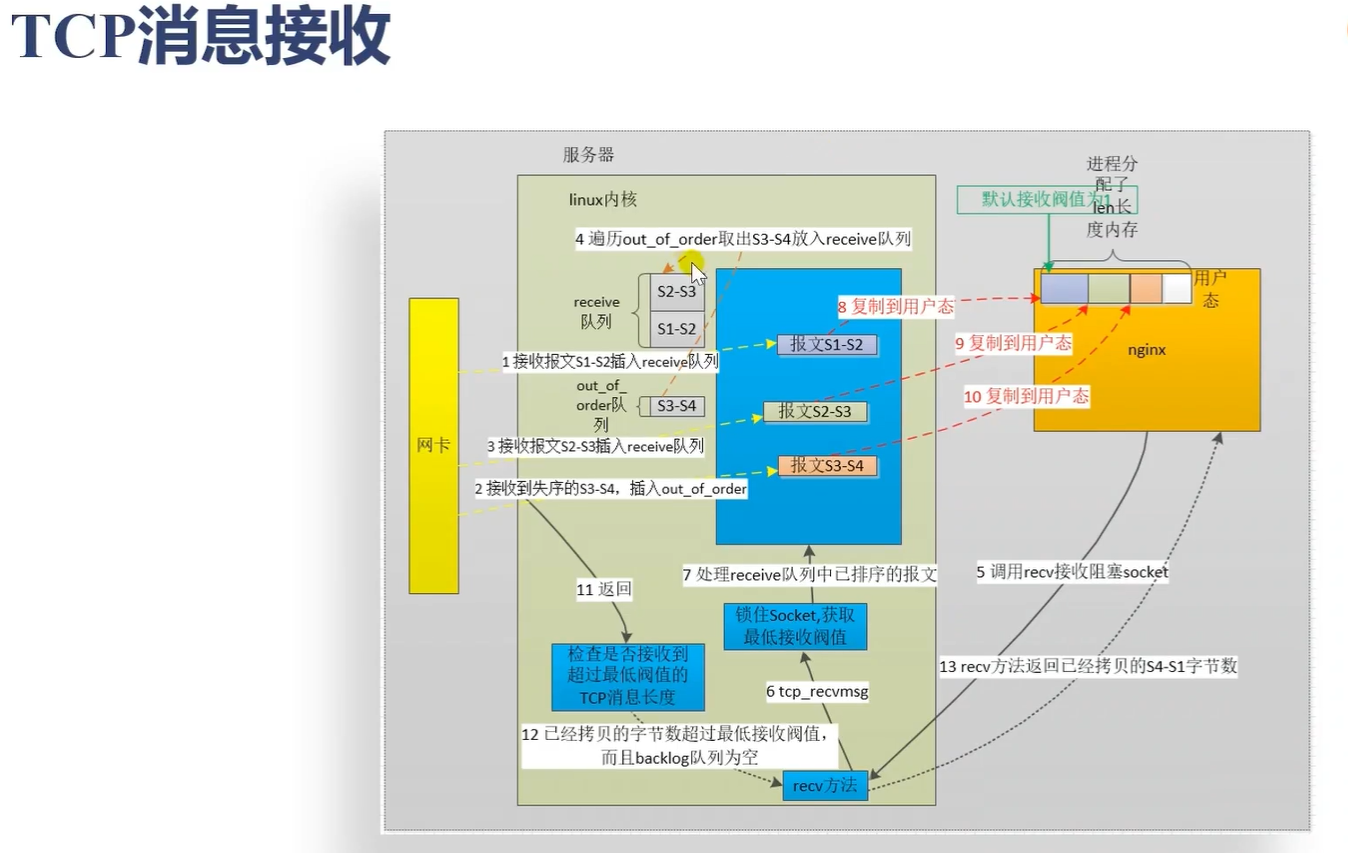 TCP消息接收
服务器
linux内核
4 遍历out_of_order取出S3-S4放入receive队列
receive
队列
S2-S3
S1-S2
1 接收报文S1-S2插入receive队列
out_of_
order队
列
S3-S4
3 接收报文S2-S3插入receive队列
2 接收到失序的S3-S4，插入out_of_order
网卡
报文S1-S2
报文S2-S3
报文S3-S4
8 复制到用户态
9 复制到用户态
10 复制到用户态
默认接收阀值为1
进程分
配了
len长
度内存
用户
态
nginx
5 调用recv接收阻塞socket
7 处理receive队列中已排序的报文
锁住Socket,获取
最低接收阀值
6 tcp_recvmsg
11 返回
检查是否接收到
超过最低阀值的
TCP消息长度
12 已经拷贝的字节数超过最低接收阀值，
而且backlog队列为空
recv方法
13 recv方法返回已经拷贝的S4-S1字节数